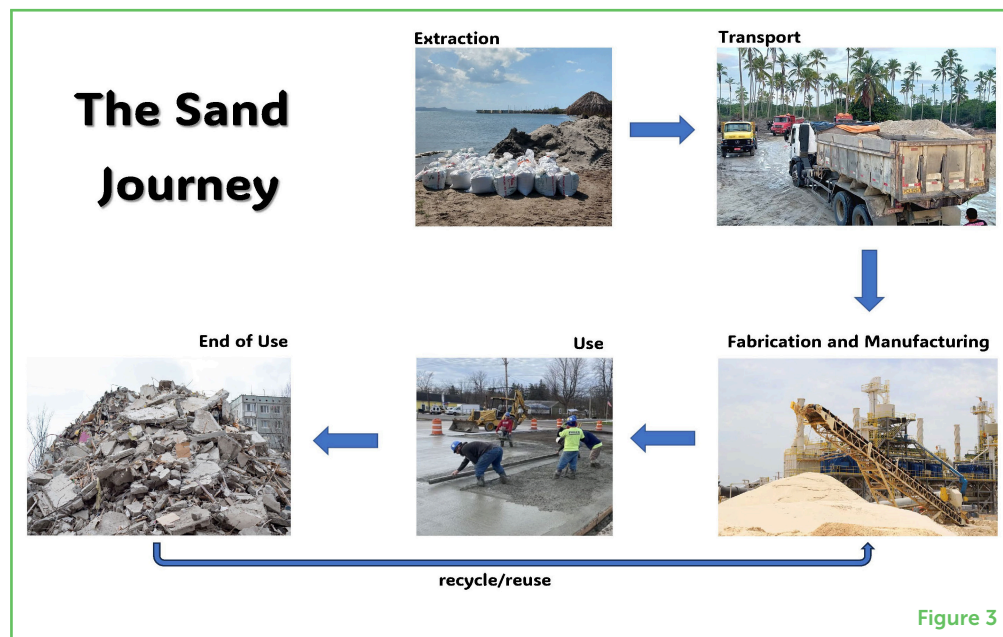 The Sand
Journey
Extraction
Transport
Fabrication and Manufacturing
Use
End of Use
recycle/reuse
Figure 3